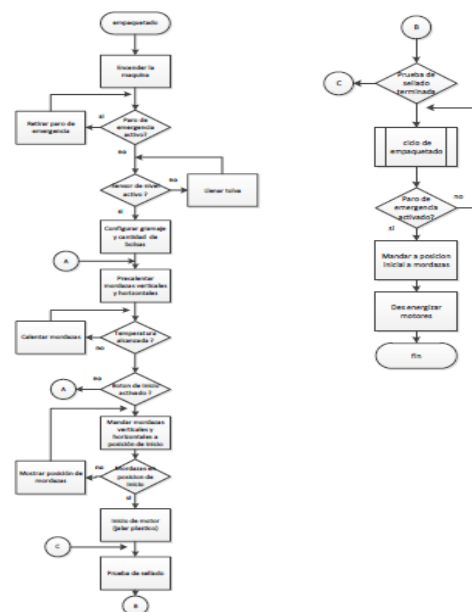 empaquetado
Encender la
maquina
Paro de
emergencia
activo?
si
Retirar paro de
emergencia
no
Sensor de nivel
activo ?
no
Llenar tolva
si
Configurar gramaje
y cantidad de
bolsas
A
Precalentar
mordazas verticales
y horizontales
Temperatura
alcanzada ?
no
Calentar mordazas
Boton de inicio
activado ?
no
A
Mandar mordazas
verticales y
horizontales a
posición de inicio
Mordazas en
posicion de
inicio
no
Mostrar posición de
mordazas
si
Inicio de motor
(jalar plastico)
C
Prueba de sellado
B
B
Prueba de
sellado
terminada
C
ciclo de
empaquetado
Paro de
emergencia
activado?
no
si
Mandar a posicion
inicial a mordazas
Des energizar
motores
fin